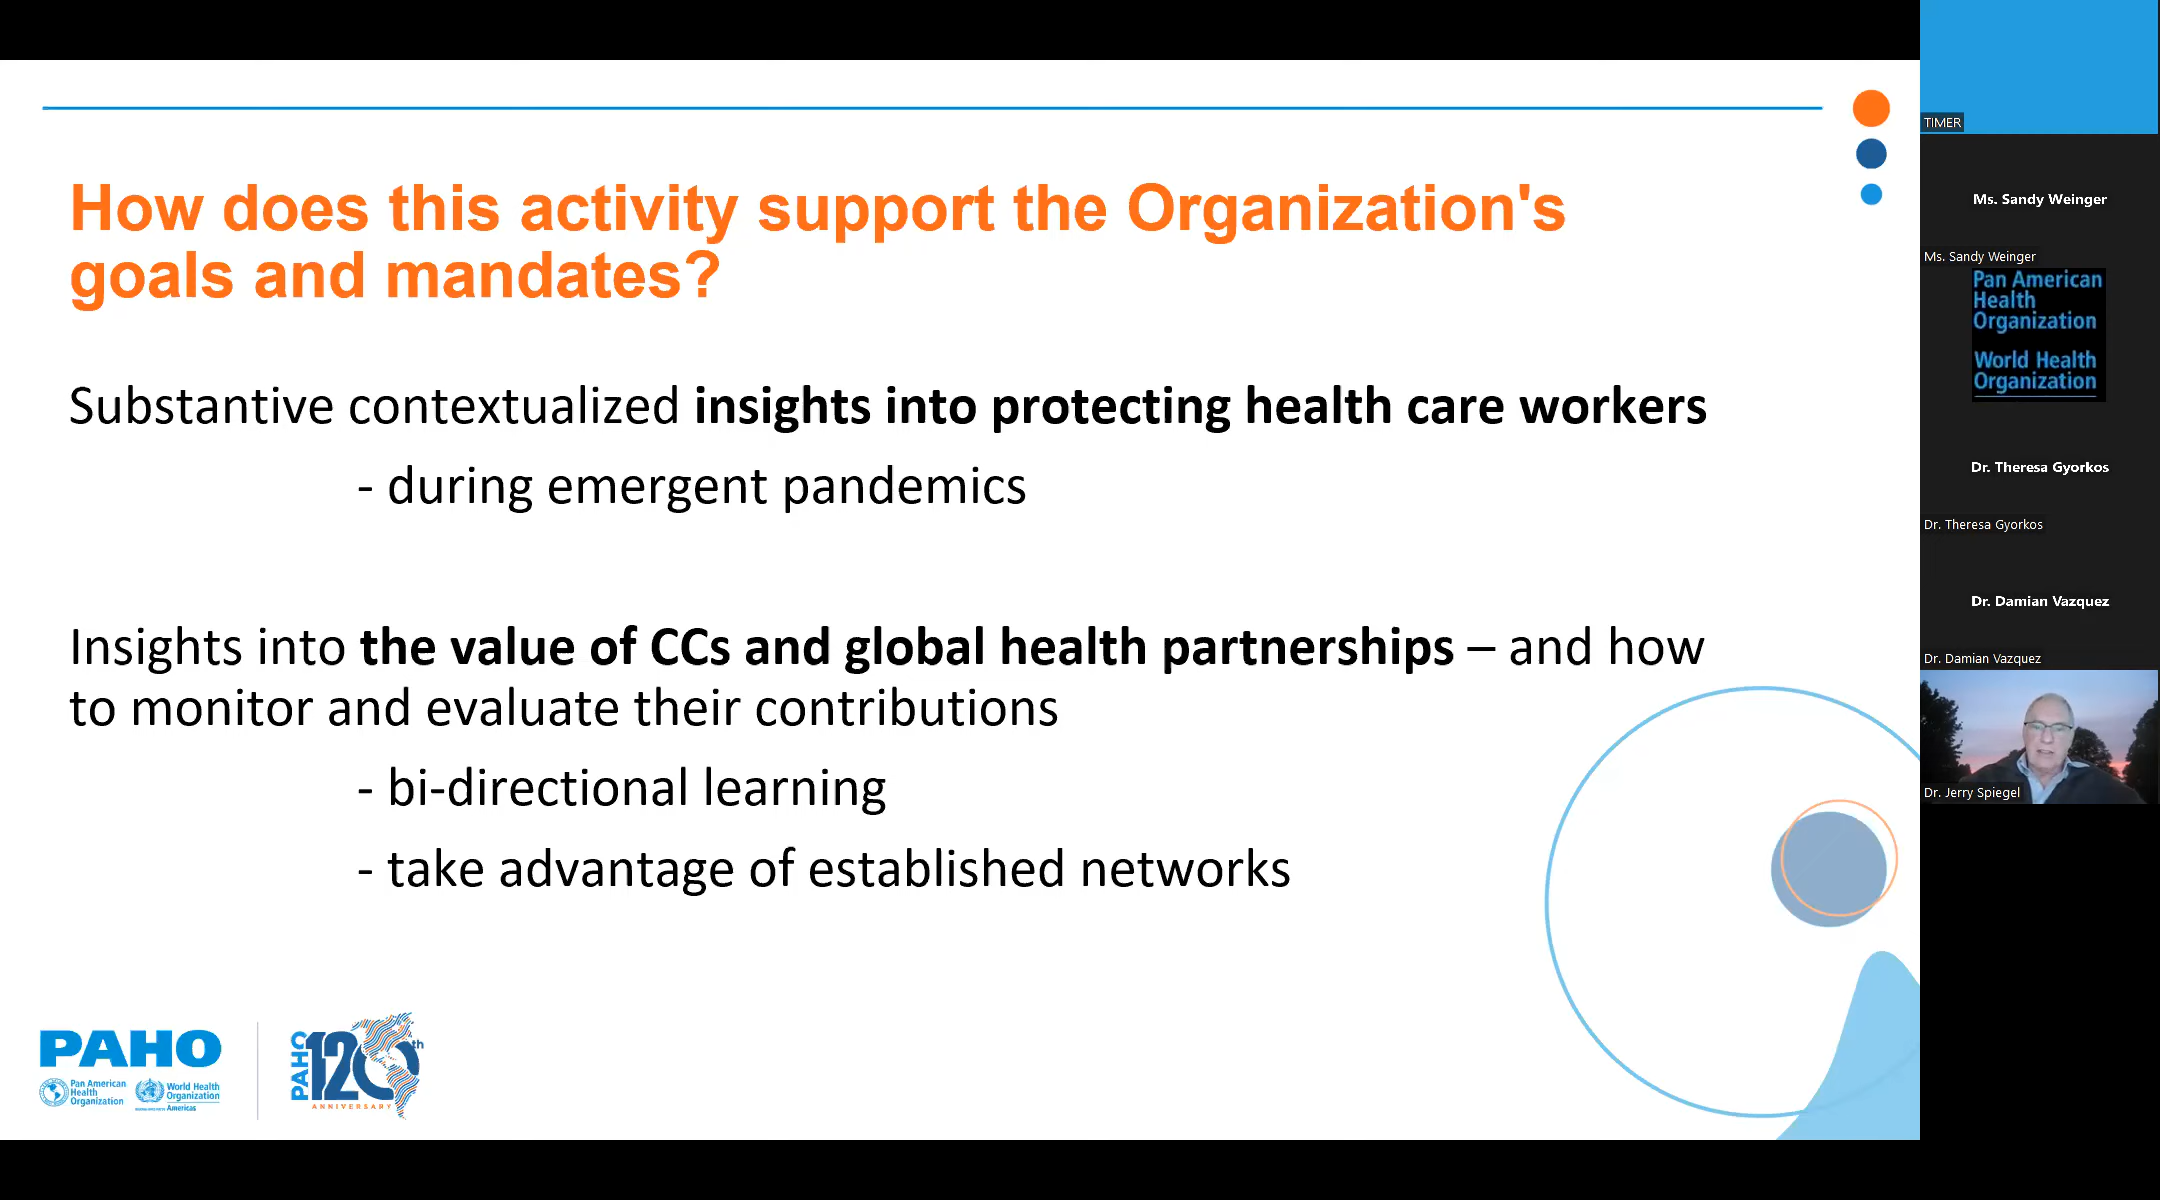 How does this activity support the Organization's
goals and mandates?
Substantive contextualized insights into protecting health care workers
- during emergent pandemics
Insights into the value of CCs and global health partnerships – and how
to monitor and evaluate their contributions
- bi-directional learning
- take advantage of established networks
PAHO
Pan American
Health
Organization
World Health
Organization
Americas
PAHO
120th
ANNIVERSARY
TIMER
Ms. Sandy Weinger
Ms. Sandy Weinger
Pan American
Health
Organization
World Health
Organization
Dr. Theresa Gyorkos
Dr. Theresa Gyorkos
Dr. Damian Vazquez
Dr. Damian Vazquez
Dr. Jerry Spiegel